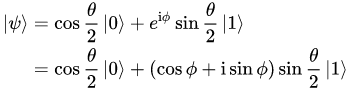 |ψ⟩ = cos θ/2 |0⟩ + e^{iϕ} sin θ/2 |1⟩
= cos θ/2 |0⟩ + (cos ϕ + i sin ϕ) sin θ/2 |1⟩